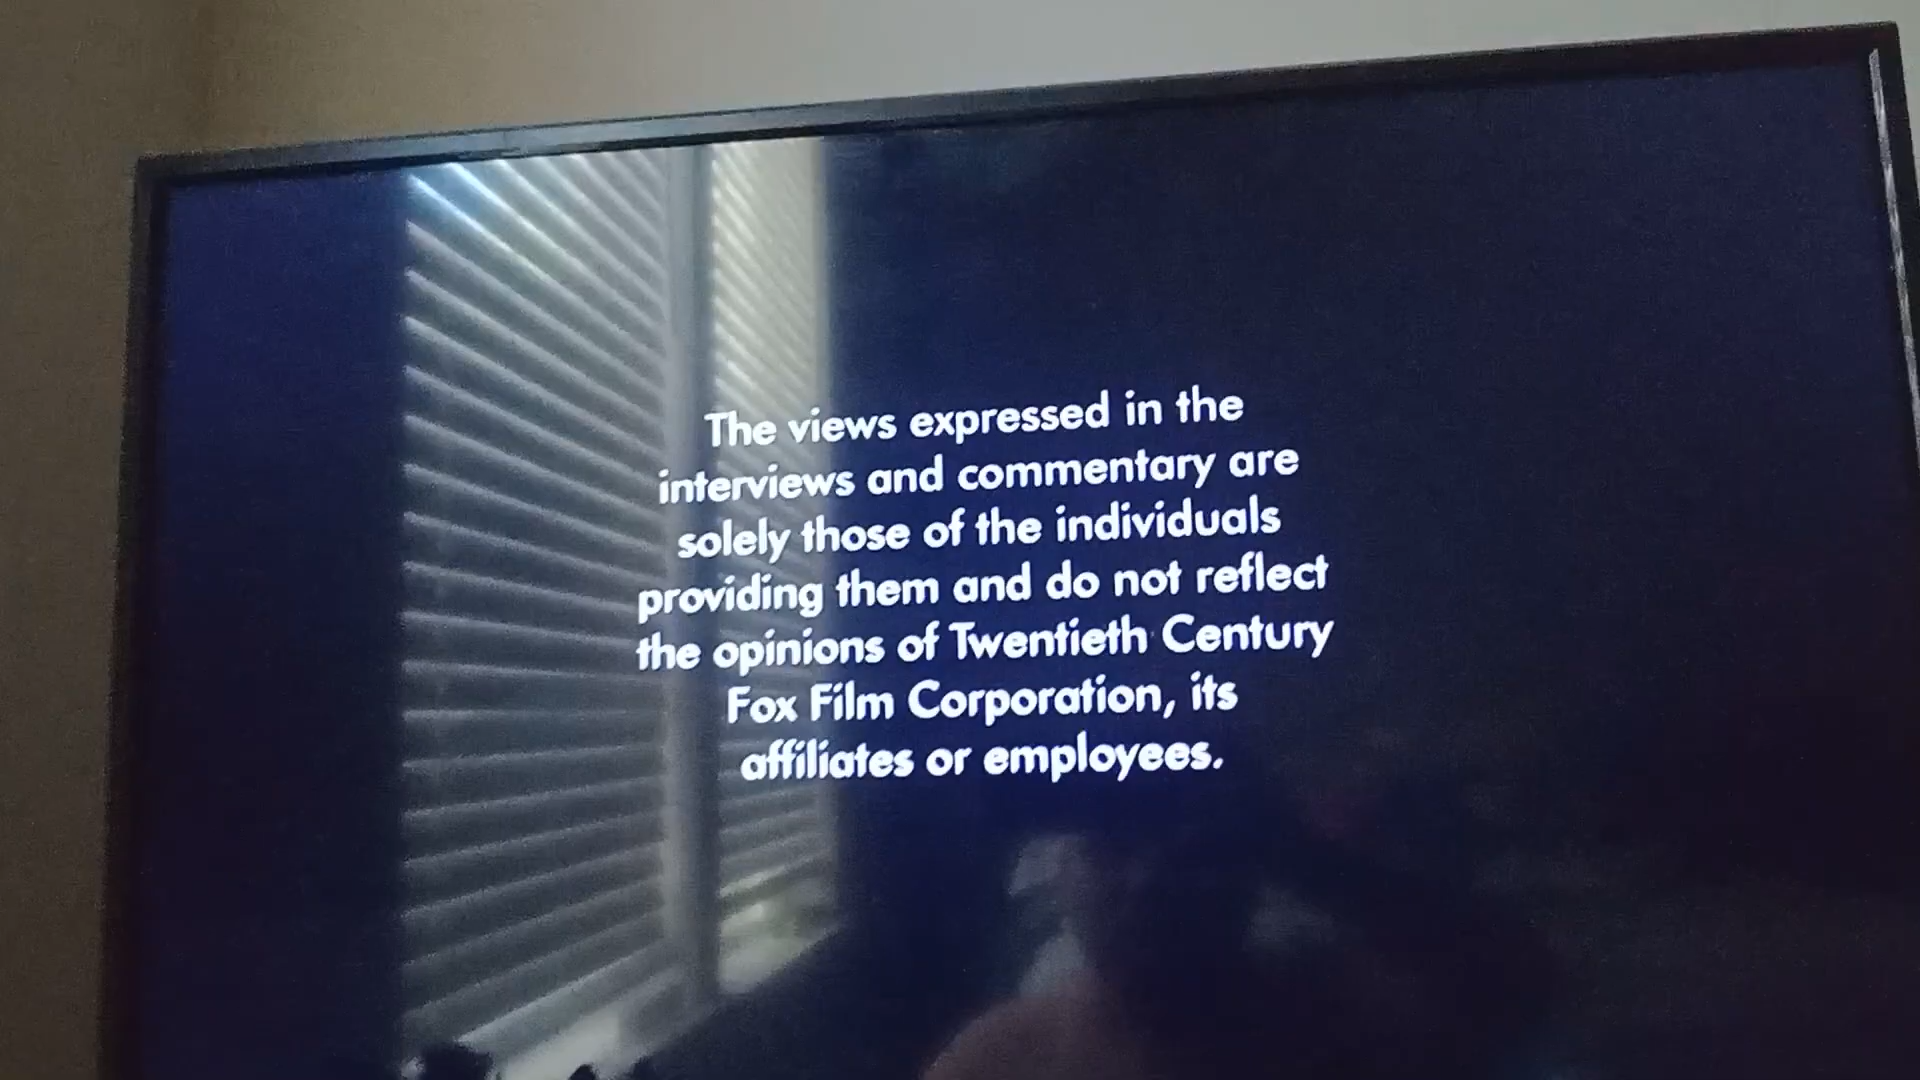 The views expressed in the
interviews and commentary are
solely those of the individuals
providing them and do not reflect
the opinions of Twentieth Century
Fox Film Corporation, its
affiliates or employees.